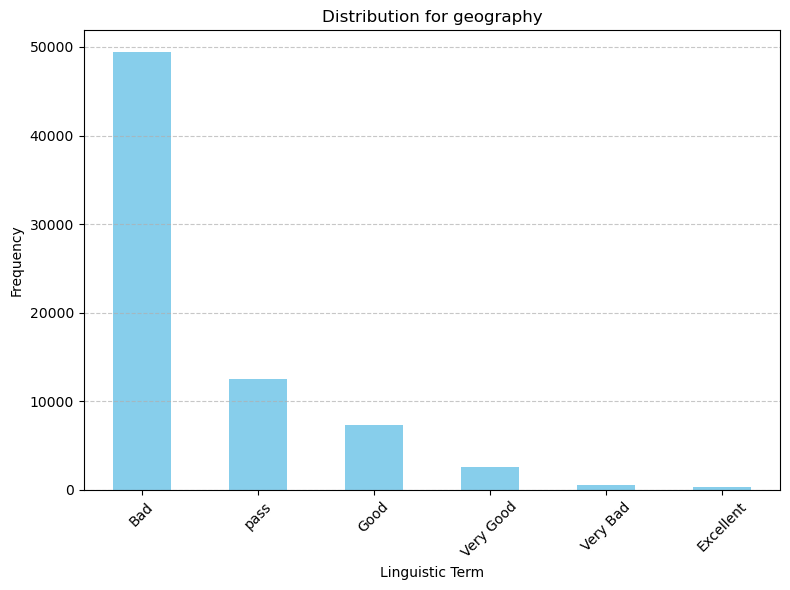 Distribution for geography
50000
40000
30000
20000
10000
0
Frequency
Bad
pass
Good
Very Good
Very Bad
Excellent
Linguistic Term